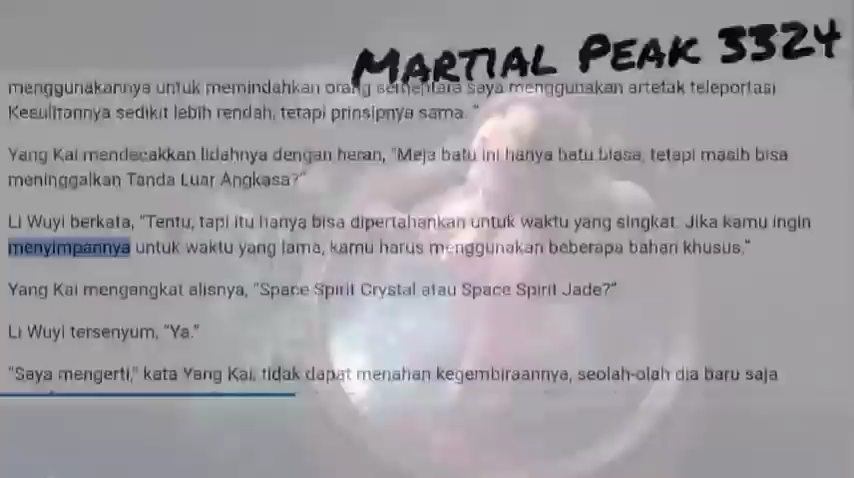 MARTIAL PEAK 3324
menggunakannya untuk memindahkan orang sementara saya menggunakan artefak teleportasi
Kesulitannya sedikit lebih rendah, tetapi prinsipnya sama. "
Yang Kai mendecakkan lidahnya dengan heran, "Meja batu ini hanya batu biasa, tetapi masih bisa
meninggalkan Tanda Luar Angkasa?"
Li Wuyi berkata, "Tentu, tapi itu hanya bisa dipertahankan untuk waktu yang singkat. Jika kamu ingin
menyimpannya untuk waktu yang lama, kamu harus menggunakan beberapa bahan khusus."
Yang Kai mengangkat alisnya, "Space Spirit Crystal atau Space Spirit Jade?"
Li Wuyi tersenyum, "Ya."
"Saya mengerti," kata Yang Kai, tidak dapat menahan kegembiraannya, seolah-olah dia baru saja